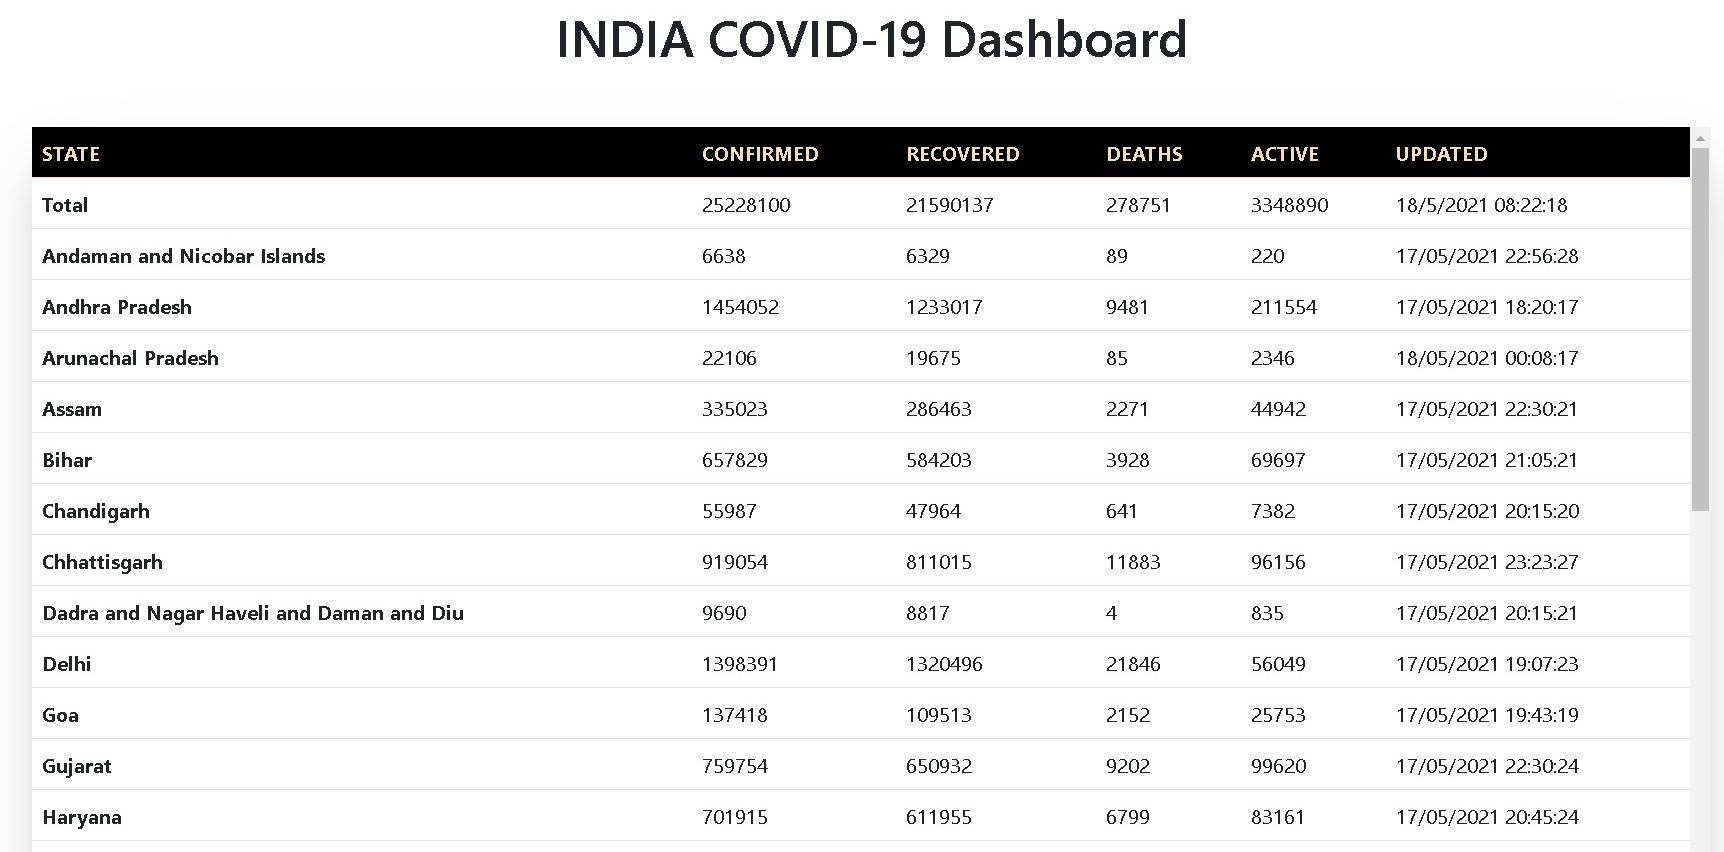 INDIA COVID-19 Dashboard
STATE CONFIRMED RECOVERED DEATHS ACTIVE UPDATED
Total 25228100 21590137 278751 3348890 18/5/2021 08:22:18
Andaman and Nicobar Islands 6638 6329 89 220 17/05/2021 22:56:28
Andhra Pradesh 1454052 1233017 9481 211554 17/05/2021 18:20:17
Arunachal Pradesh 22106 19675 85 2346 18/05/2021 00:08:17
Assam 335023 286463 2271 44942 17/05/2021 22:30:21
Bihar 657829 584203 3928 69697 17/05/2021 21:05:21
Chandigarh 55987 47964 641 7382 17/05/2021 20:15:20
Chhattisgarh 919054 811015 11883 96156 17/05/2021 23:23:27
Dadra and Nagar Haveli and Daman and Diu 9690 8817 4 835 17/05/2021 20:15:21
Delhi 1398391 1320496 21846 56049 17/05/2021 19:07:23
Goa 137418 109513 2152 25753 17/05/2021 19:43:19
Gujarat 759754 650932 9202 99620 17/05/2021 22:30:24
Haryana 701915 611955 6799 83161 17/05/2021 20:45:24